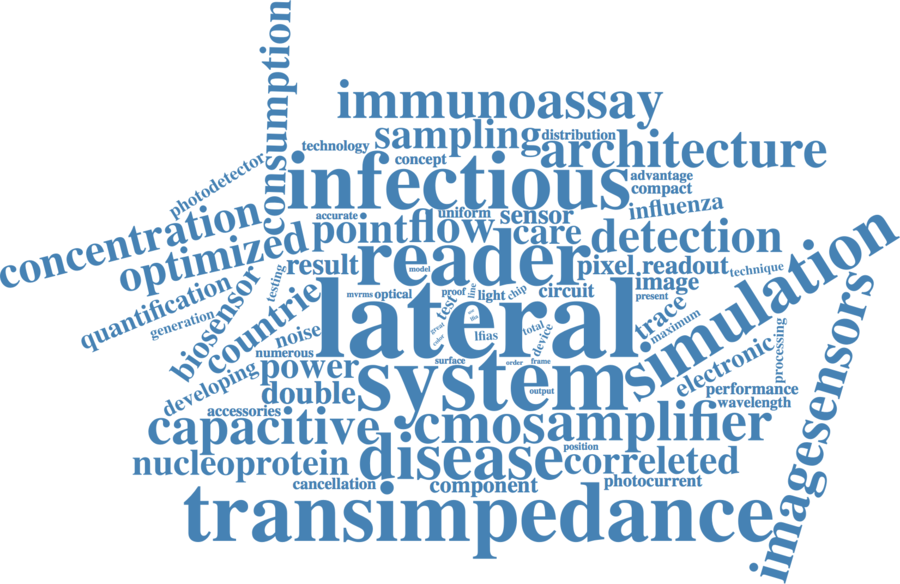 consumption
immunoassay
sampling
distribution
technology
architecture
concept
photodetector
infectious
advantage
compact
influenza
concentration
accurate
uniform
sensor
pointflow
care
detection
optimized
reader
result
model
pixel readout
technique
simulation
testing
image
quantification
mvrms
optical
proof
line
light
chip
circuit
present
imagesensors
generation
biosensor
countrie
test
great
trace
lateral
maximum
noise
lfias
total
device
processing
numerous
surface
order
frame
electronic
power
system
developing
double
output
performance
wavelength
accessories
capacitive
cmosamplifier
nucleoprotein
disease
position
correleted
cancellation
component
photocurrent
transimpedance